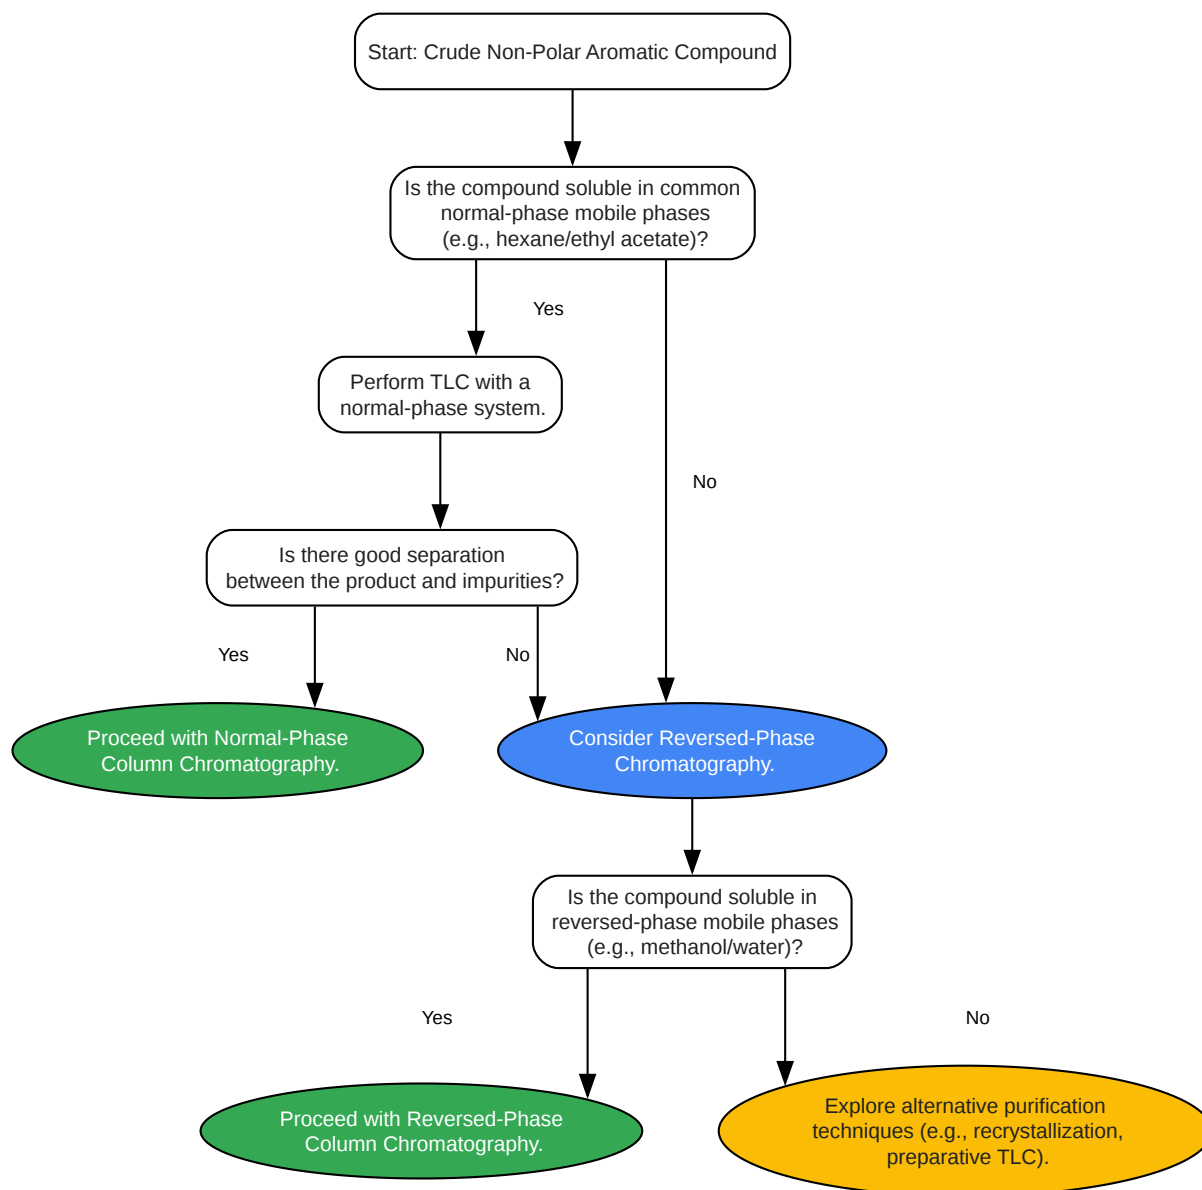 Start: Crude Non-Polar Aromatic Compound
Is the compound soluble in common
normal-phase mobile phases
(e.g., hexane/ethyl acetate)?
Yes
Perform TLC with a
normal-phase system.
No
Is there good separation
between the product and impurities?
Yes
No
Proceed with Normal-Phase
Column Chromatography.
Consider Reversed-Phase
Chromatography.
Is the compound soluble in
reversed-phase mobile phases
(e.g., methanol/water)?
Yes
No
Proceed with Reversed-Phase
Column Chromatography.
Explore alternative purification
techniques (e.g., recrystallization,
preparative TLC).